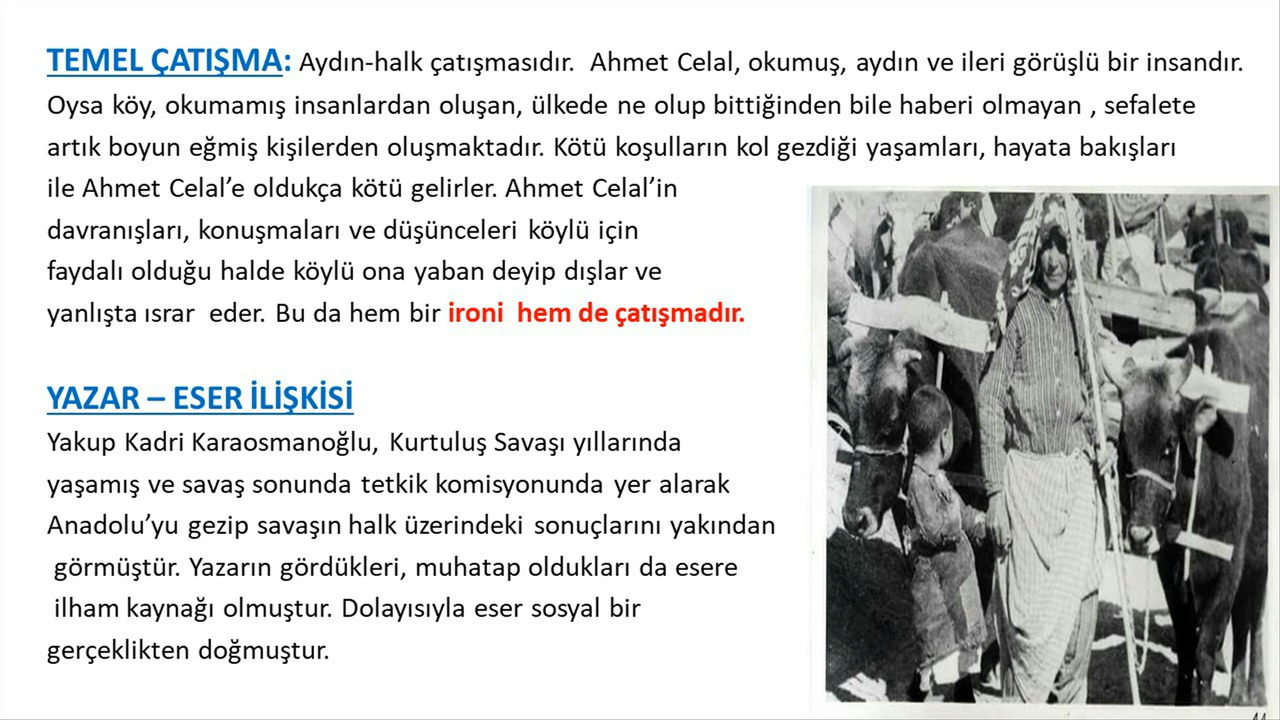 TEMEL ÇATIŞMA: Aydın-halk çatışmasıdır. Ahmet Celal, okumuş, aydın ve ileri görüşlü bir insandır.
Oysa köy, okumamış insanlardan oluşan, ülkede ne olup bittiğinden bile haberi olmayan , sefalete
artık boyun eğmiş kişilerden oluşmaktadır. Kötü koşulların kol gezdiği yaşamları, hayata bakışları
ile Ahmet Celal’e oldukça kötü gelirler. Ahmet Celal’in
davranışları, konuşmaları ve düşünceleri köylü için
faydalı olduğu halde köylü ona yaban deyip dışlar ve
yanlışta ısrar eder. Bu da hem bir ironi hem de çatışmadır.
YAZAR – ESER İLİŞKİSİ
Yakup Kadri Karaosmanoğlu, Kurtuluş Savaşı yıllarında
yaşamış ve savaş sonunda tetkik komisyonunda yer alarak
Anadolu’yu gezip savaşın halk üzerindeki sonuçlarını yakından
görmüştür. Yazarın gördükleri, muhatap oldukları da esere
ilham kaynağı olmuştur. Dolayısıyla eser sosyal bir
gerçeklikten doğmuştur.